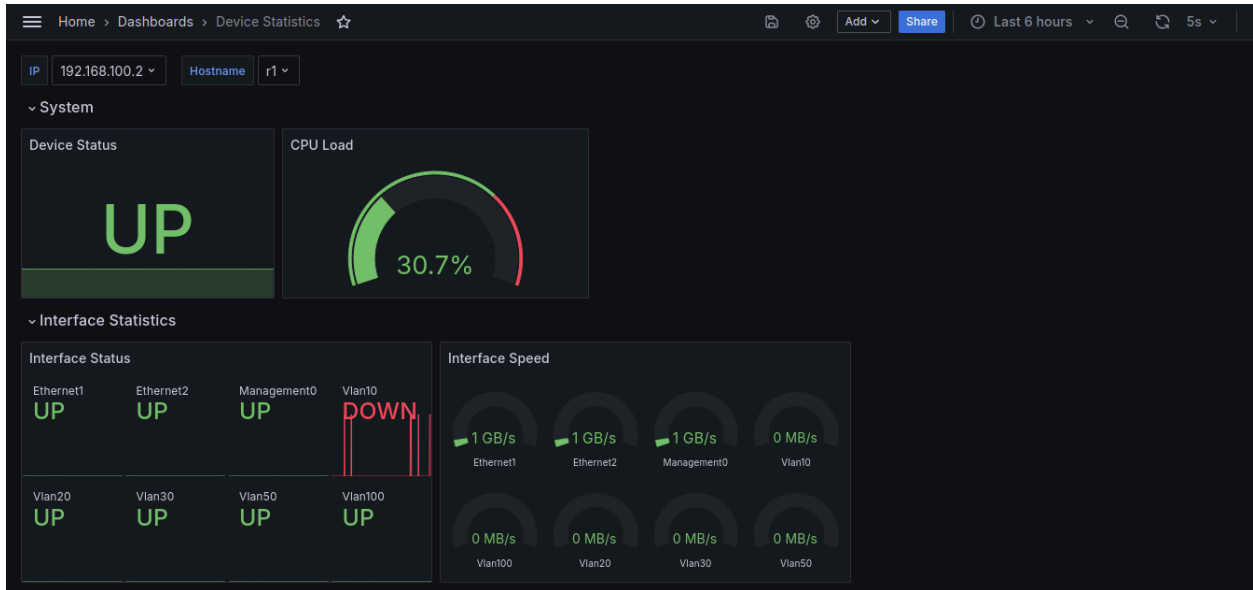 Home › Dashboards › Device Statistics
Add
Share
Last 6 hours
5s
IP 192.168.100.2 Hostname r1
System
Device Status
UP
CPU Load
30.7%
Interface Statistics
Interface Status
Ethernet1 Ethernet2 Management0 Vlan10
UP UP UP DOWN
Vlan20 Vlan30 Vlan50 Vlan100
UP UP UP UP
Interface Speed
1 GB/s 1 GB/s 1 GB/s 0 MB/s
Ethernet1 Ethernet2 Management0 Vlan10
0 MB/s 0 MB/s 0 MB/s 0 MB/s
Vlan100 Vlan20 Vlan30 Vlan50